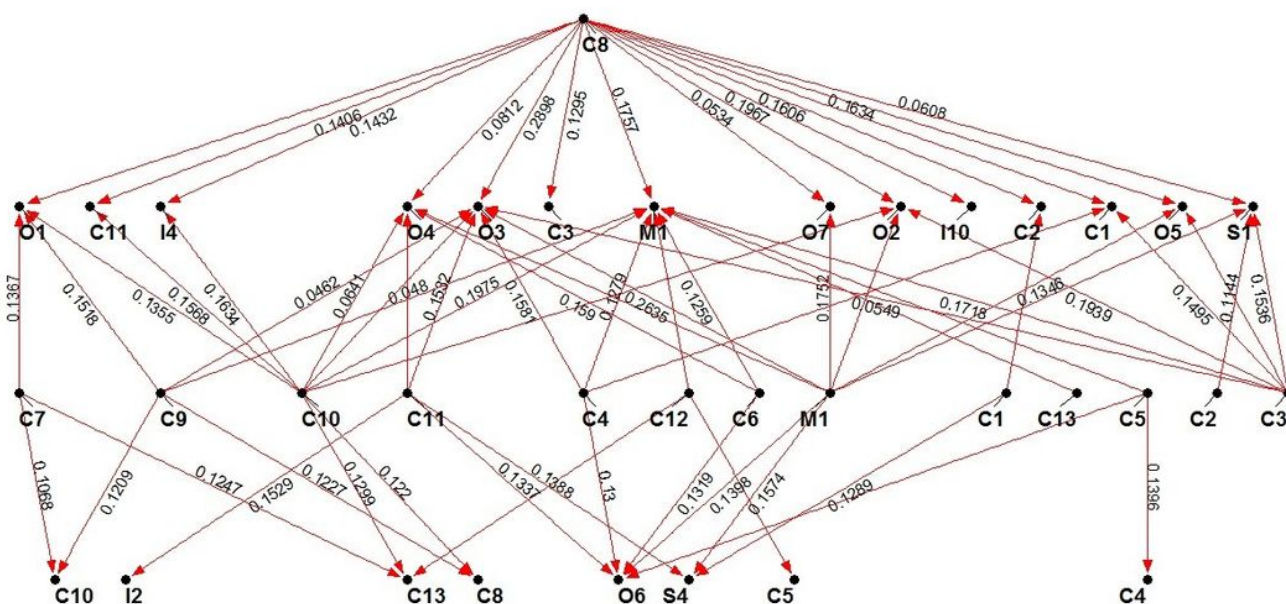 C8
0.1406 0.1432 0.0812 0.2898 0.1295 0.1757 0.0534 0.1967 0.1606 0.1634 0.0608
O1 C11 I4 O4 O3 C3 M1 O7 O2 I10 C2 C1 O5 S1
0.1367 0.1518 0.1355 0.1568 0.1634 0.0462 0.0641 0.048 0.1532 0.1975 0.1581 0.1279 0.159 0.2635 0.1259 0.1752 0.0549 0.1346 0.1718 0.1939 0.1495 0.1144 0.1536
C7 C9 C10 C11 C4 C12 C6 M1 C1 C13 C5 C2 C3
0.1068 0.1209 0.1247 0.1529 0.1227 0.1299 0.122 0.1337 0.1388 0.13 0.1319 0.1398 0.1574 0.1289 0.1396
C10 I2 C13 C8 O6 S4 C5 C4